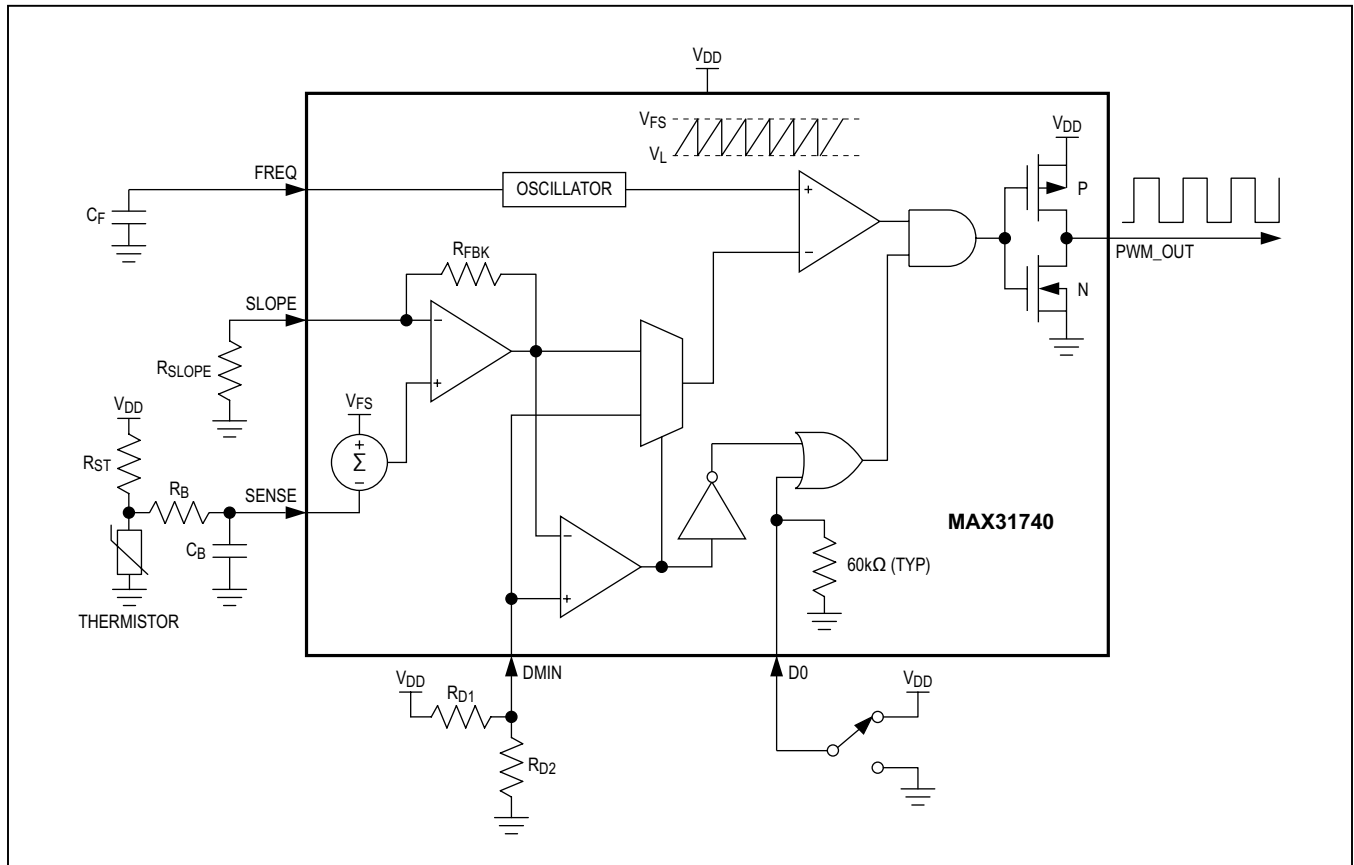 VDD
VFS
VL
VDD
FREQ
OSCILLATOR
+
−
P
CF
RFBK
PWM_OUT
N
SLOPE
−
+
RSLOPE
VFS
VDD
+
Σ
−
RST
RB
SENSE
MAX31740
CB
−
+
60kΩ (TYP)
THERMISTOR
DMIN
D0
VDD
RD1
VDD
RD2